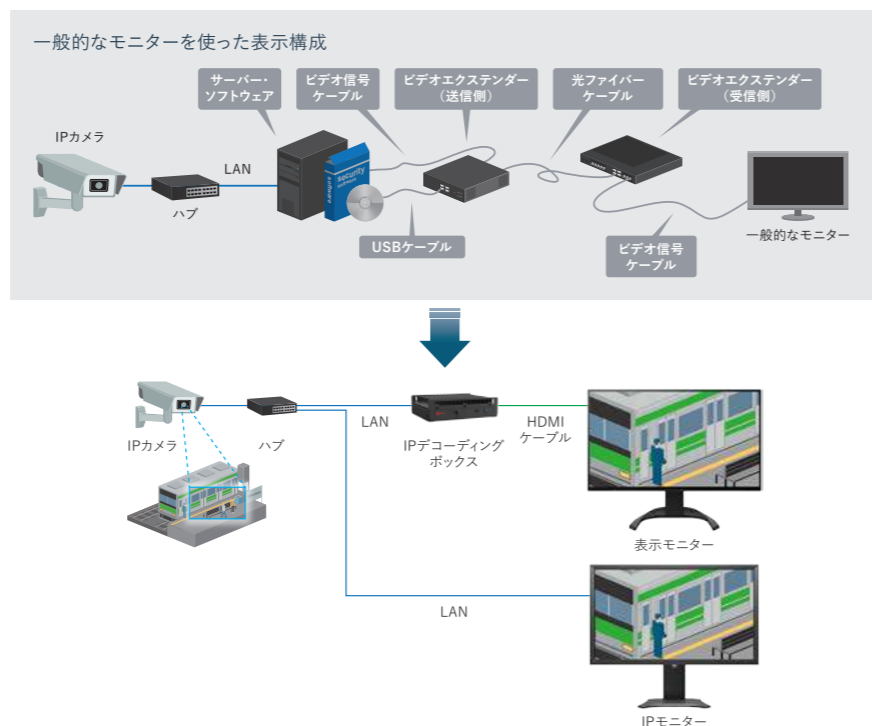 一般的なモニターを使った表示構成
サーバー・
ソフトウェア
ビデオ信号
ケーブル
ビデオエクステンダー
（送信側）
光ファイバー
ケーブル
ビデオエクステンダー
（受信側）
IPカメラ
LAN
ハブ
security
software
USBケーブル
ビデオ信号
ケーブル
一般的なモニター
IPカメラ
ハブ
LAN
IPデコーディング
ボックス
HDMI
ケーブル
表示モニター
LAN
IPモニター